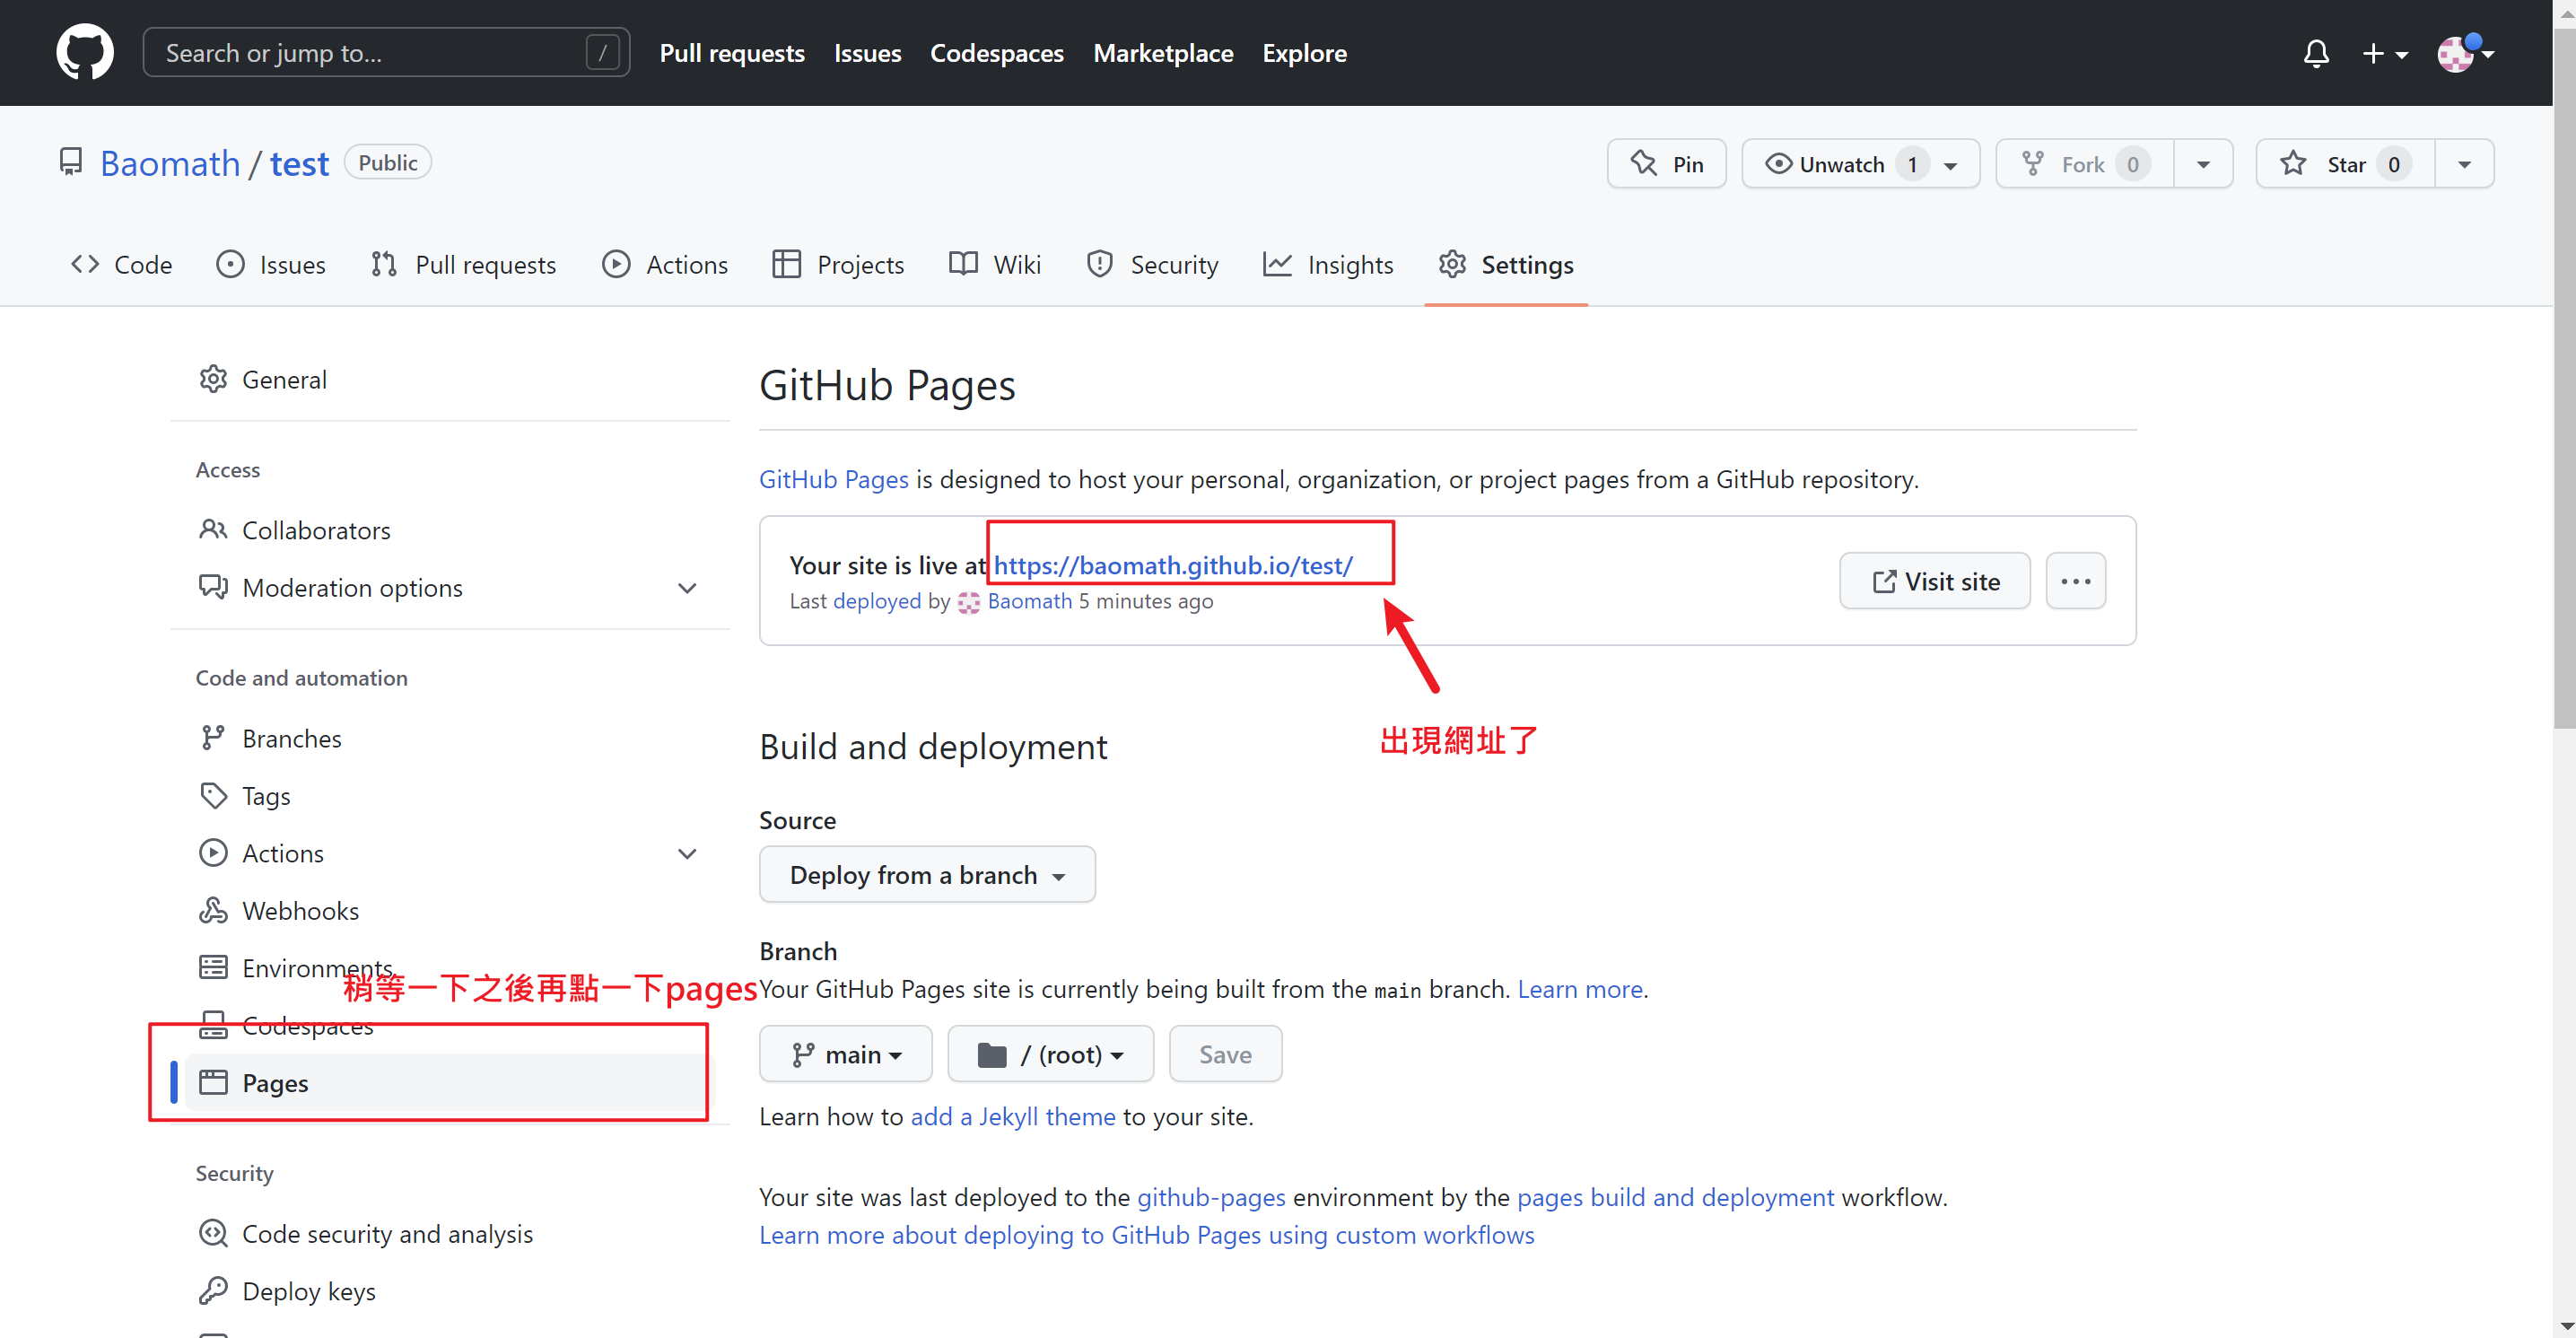 Search or jump to... /
Pull requests
Issues
Codespaces
Marketplace
Explore
Baomath / test Public
Pin
Unwatch 1
Fork 0
Star 0
Code
Issues
Pull requests
Actions
Projects
Wiki
Security
Insights
Settings
General
Access
Collaborators
Moderation options
Code and automation
Branches
Tags
Actions
Webhooks
Environments
稍等一下之後再點一下pages
Codespaces
Pages
Security
Code security and analysis
Deploy keys
GitHub Pages
GitHub Pages is designed to host your personal, organization, or project pages from a GitHub repository.
Your site is live at https://baomath.github.io/test/
Last deployed by Baomath 5 minutes ago
Visit site
出現網址了
Build and deployment
Source
Deploy from a branch
Branch
Your GitHub Pages site is currently being built from the main branch. Learn more.
main
/ (root)
Save
Learn how to add a Jekyll theme to your site.
Your site was last deployed to the github-pages environment by the pages build and deployment workflow.
Learn more about deploying to GitHub Pages using custom workflows